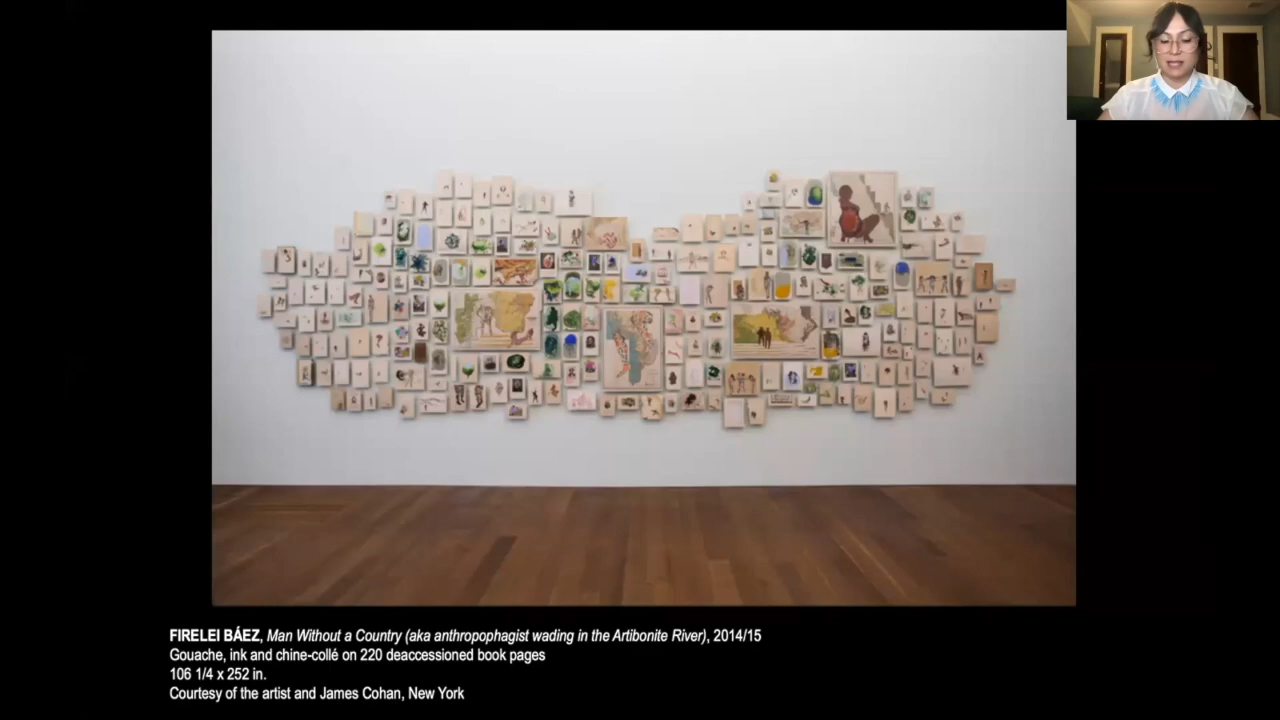 FIRELEI BÁEZ, Man Without a Country (aka anthropophagist wading in the Artibonite River), 2014/15
Gouache, ink and chine-collé on 220 deaccessioned book pages
106 1/4 x 252 in.
Courtesy of the artist and James Cohan, New York